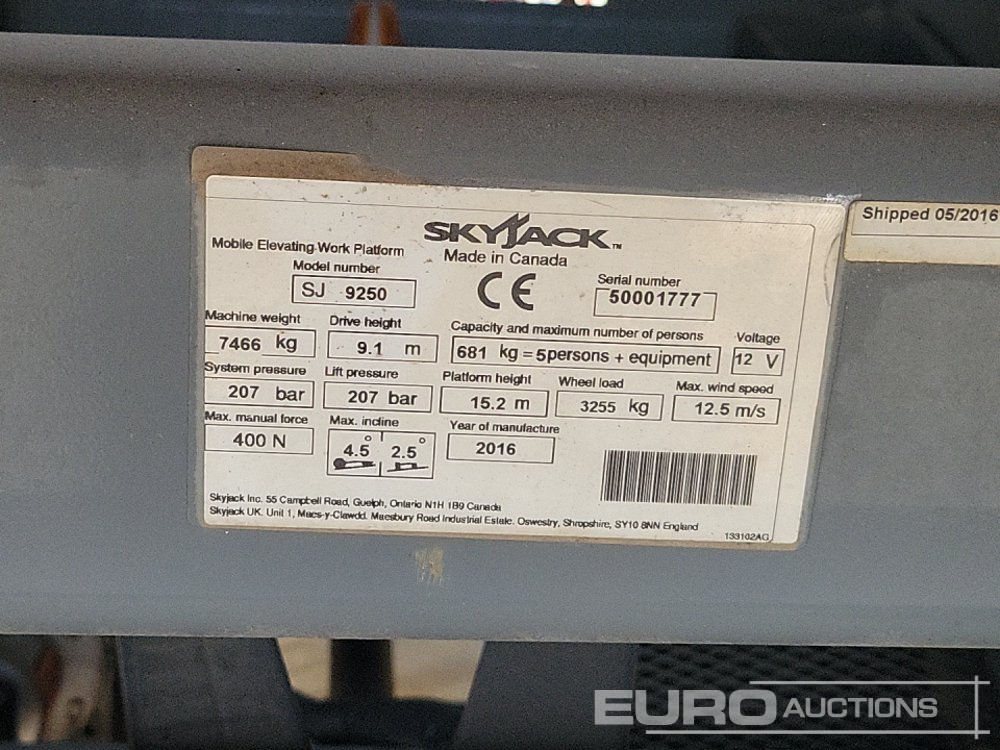 SKYJACK™
Mobile Elevating Work Platform
Made in Canada
Model number
SJ 9250
CE
Serial number
50001777
Machine weight
7466 kg
Drive height
9.1 m
Capacity and maximum number of persons
681 kg = 5persons + equipment
Voltage
12 V
System pressure
207 bar
Lift pressure
207 bar
Platform height
15.2 m
Wheel load
3255 kg
Max. wind speed
12.5 m/s
Max. manual force
400 N
Max. incline
4.5° 2.5°
Year of manufacture
2016
Skyjack Inc. 55 Campbell Road, Guelph, Ontario N1H 1B9 Canada
Skyjack UK. Unit 1, Maes-y-Clawdd. Maesbury Road Industrial Estate. Oswestry, Shropshire, SY10 8NN England
133102AG
Shipped 05/2016
EURO AUCTIONS